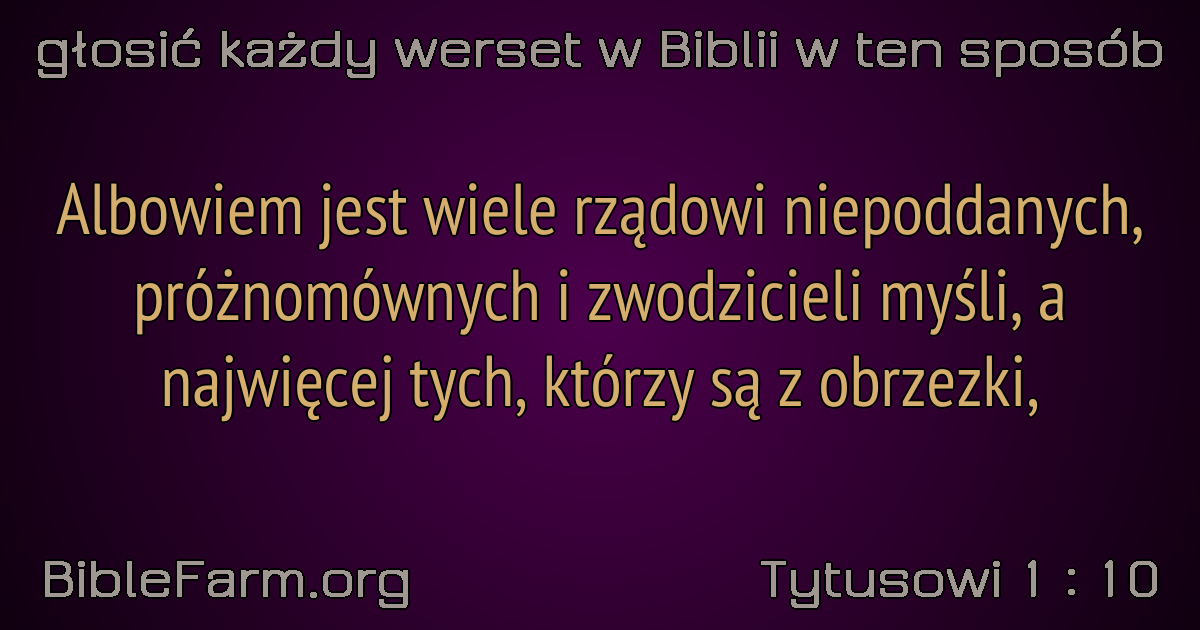 głosić każdy werset w Biblii w ten sposób
Albowiem jest wiele rządowi niepoddanych,
próżnomównych i zwodzicieli myśli, a
najwięcej tych, którzy są z obrzezki,
BibleFarm.org
Tytusowi 1 : 10